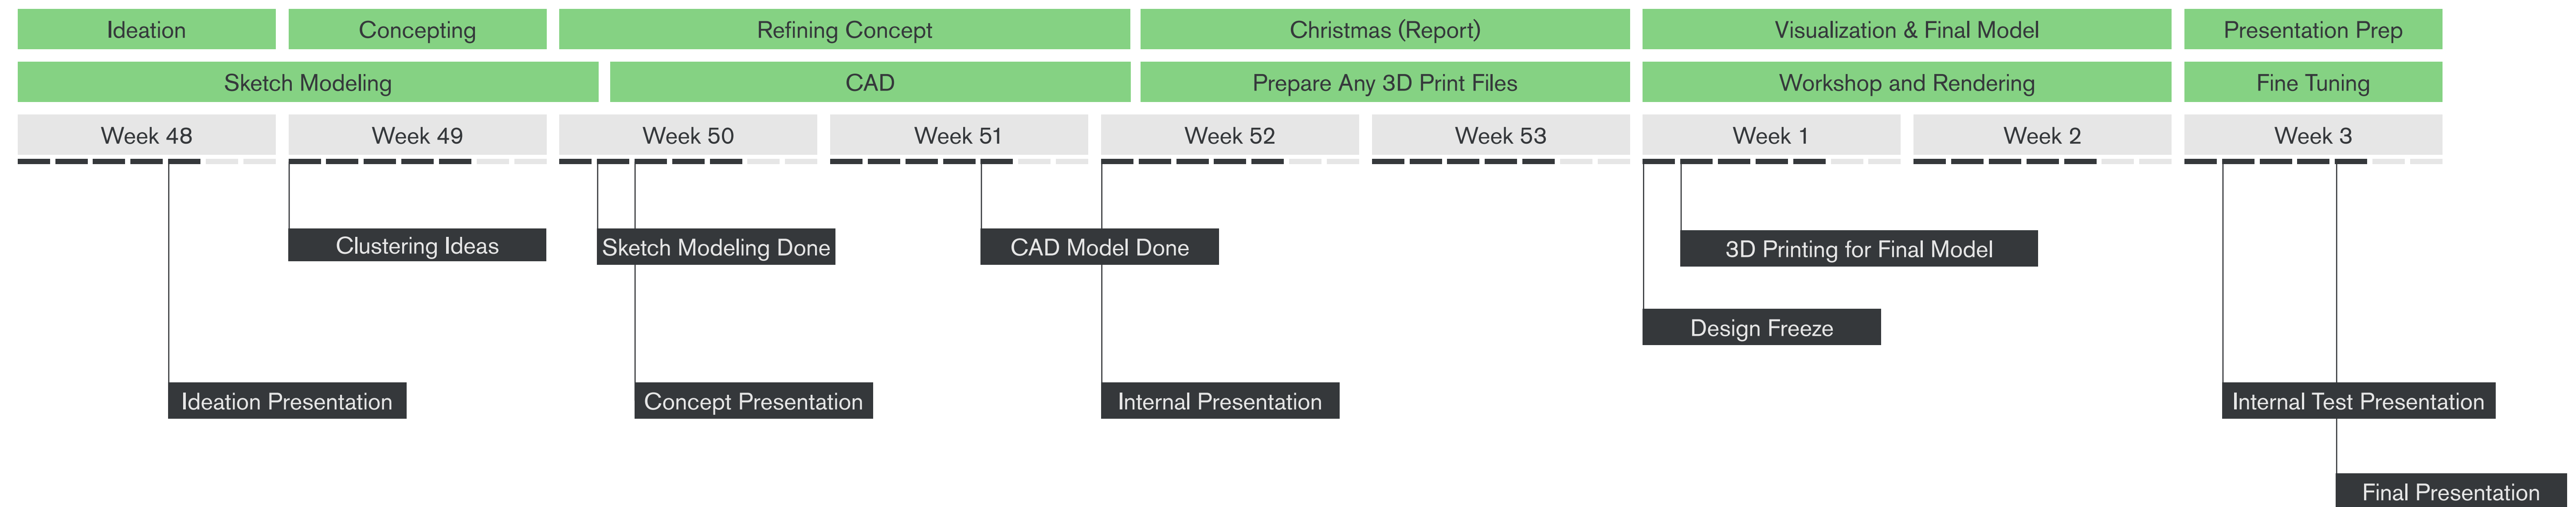 Ideation
Concepting
Refining Concept
Christmas (Report)
Visualization & Final Model
Presentation Prep
Sketch Modeling
CAD
Prepare Any 3D Print Files
Workshop and Rendering
Fine Tuning
Week 48
Week 49
Week 50
Week 51
Week 52
Week 53
Week 1
Week 2
Week 3
Clustering Ideas
Sketch Modeling Done
CAD Model Done
3D Printing for Final Model
Design Freeze
Ideation Presentation
Concept Presentation
Internal Presentation
Internal Test Presentation
Final Presentation